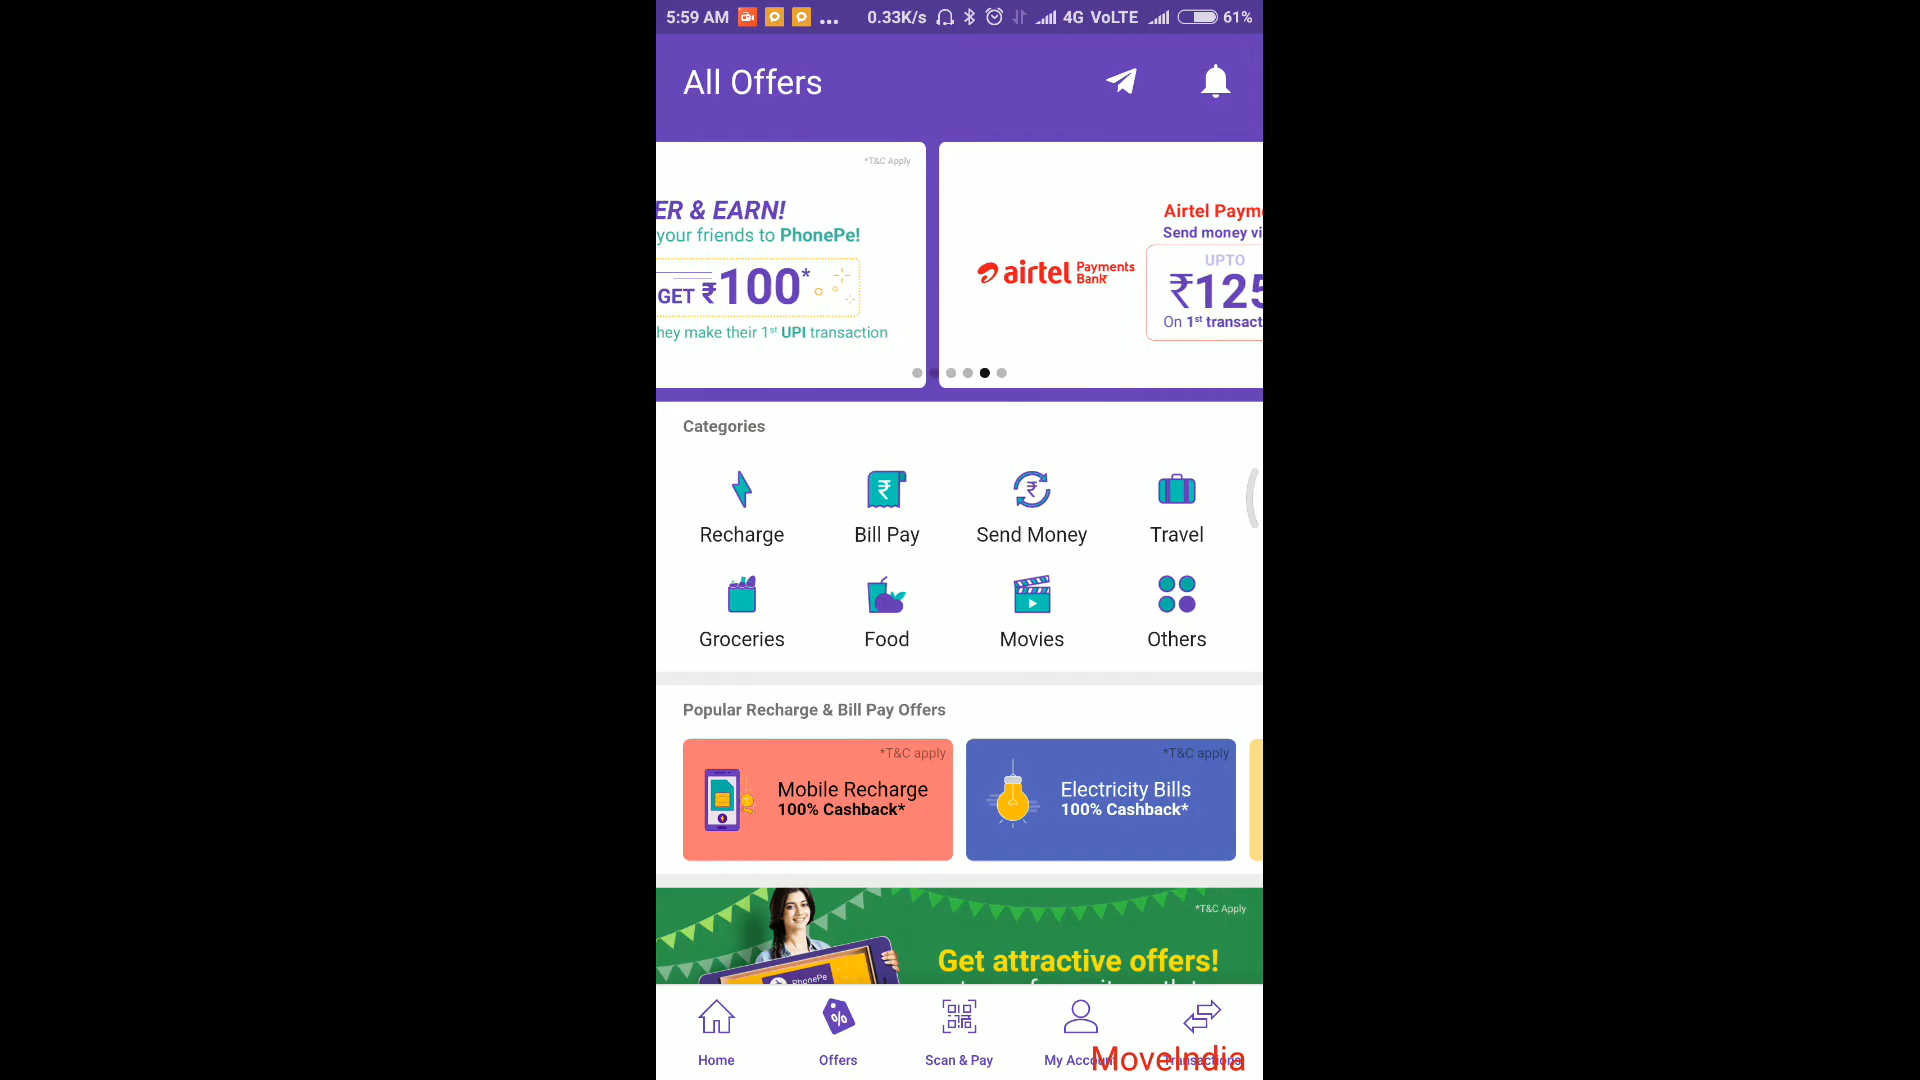 5:59 AM ... 0.33K/s 4G VoLTE 61%
All Offers
*T&C Apply
ER & EARN!
your friends to PhonePe!
GET ₹100*
hey make their 1st UPI transaction
airtel Payments Bank
Airtel Paym
Send money vi
UPTO
₹125
On 1st transact
Categories
Recharge Bill Pay Send Money Travel
Groceries Food Movies Others
Popular Recharge & Bill Pay Offers
*T&C apply
Mobile Recharge
100% Cashback*
*T&C apply
Electricity Bills
100% Cashback*
*T&C Apply
Get attractive offers!
PhonePe
Home Offers Scan & Pay My Account Transactions
MoveIndia